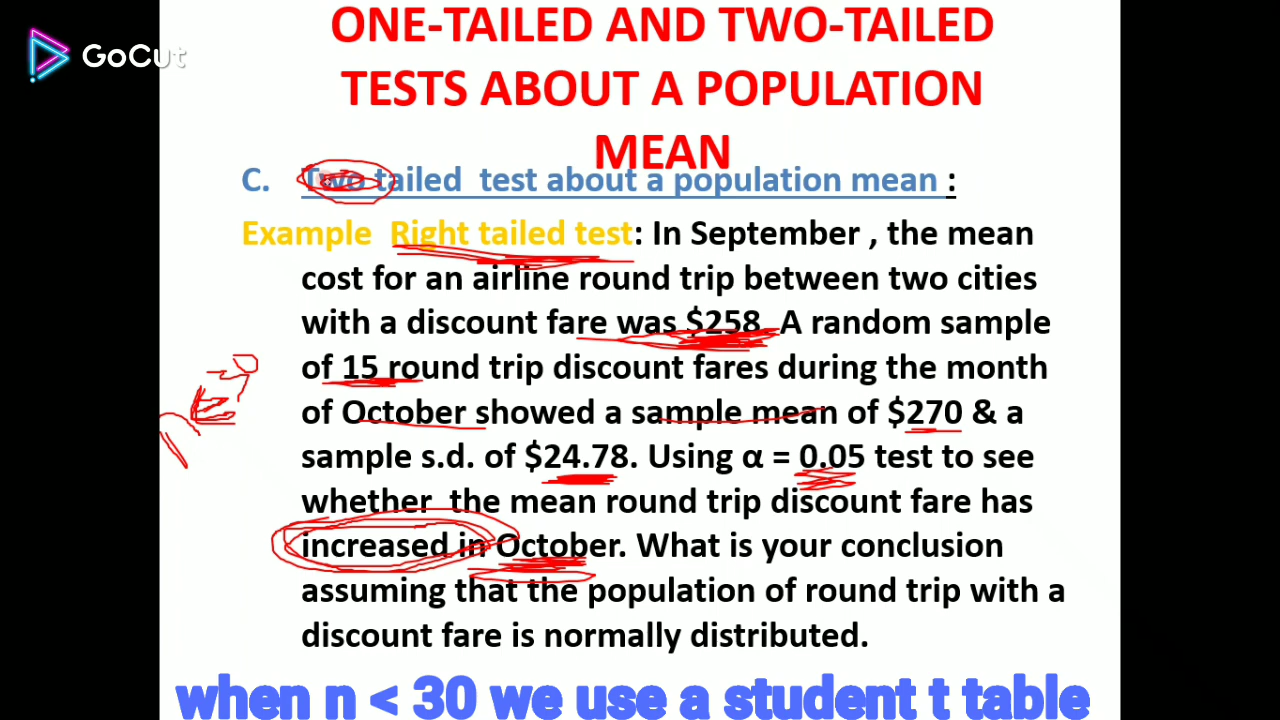 GoCut
ONE-TAILED AND TWO-TAILED
TESTS ABOUT A POPULATION
MEAN
C. Two tailed test about a population mean :
Example Right tailed test: In September , the mean
cost for an airline round trip between two cities
with a discount fare was $258. A random sample
of 15 round trip discount fares during the month
of October showed a sample mean of $270 & a
sample s.d. of $24.78. Using α = 0.05 test to see
whether the mean round trip discount fare has
increased in October. What is your conclusion
assuming that the population of round trip with a
discount fare is normally distributed.
when n < 30 we use a student t table